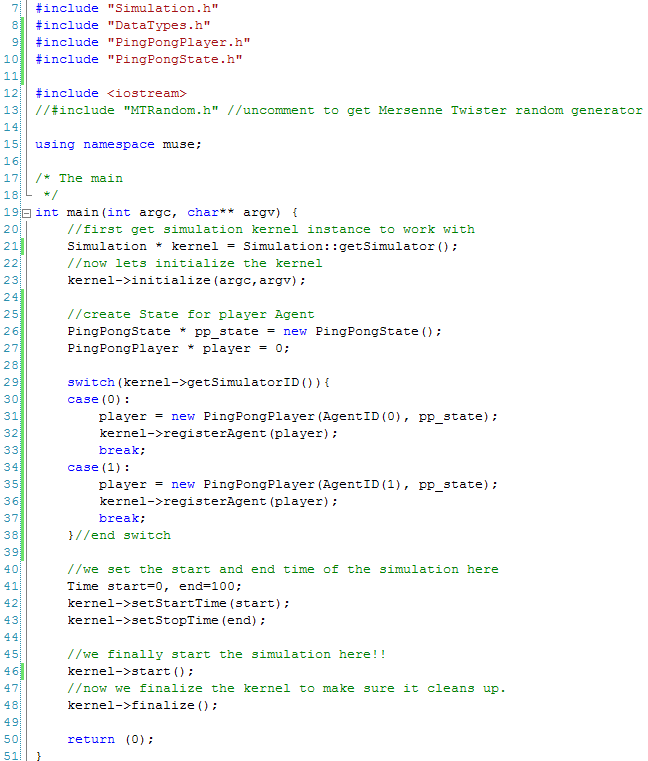 7 #include "Simulation.h"
8 #include "DataTypes.h"
9 #include "PingPongPlayer.h"
10 #include "PingPongState.h"
11
12 #include <iostream>
13 //#include "MTRandom.h" //uncomment to get Mersenne Twister random generator
14
15 using namespace muse;
16
17 /* The main
18  */
19 int main(int argc, char** argv) {
20     //first get simulation kernel instance to work with
21     Simulation * kernel = Simulation::getSimulator();
22     //now lets initialize the kernel
23     kernel->initialize(argc,argv);
24
25     //create State for player Agent
26     PingPongState * pp_state = new PingPongState();
27     PingPongPlayer * player = 0;
28
29     switch(kernel->getSimulatorID()){
30     case(0):
31         player = new PingPongPlayer(AgentID(0), pp_state);
32         kernel->registerAgent(player);
33         break;
34     case(1):
35         player = new PingPongPlayer(AgentID(1), pp_state);
36         kernel->registerAgent(player);
37         break;
38     }//end switch
39
40     //we set the start and end time of the simulation here
41     Time start=0, end=100;
42     kernel->setStartTime(start);
43     kernel->setStopTime(end);
44
45     //we finally start the simulation here!!
46     kernel->start();
47     //now we finalize the kernel to make sure it cleans up.
48     kernel->finalize();
49
50     return (0);
51 }